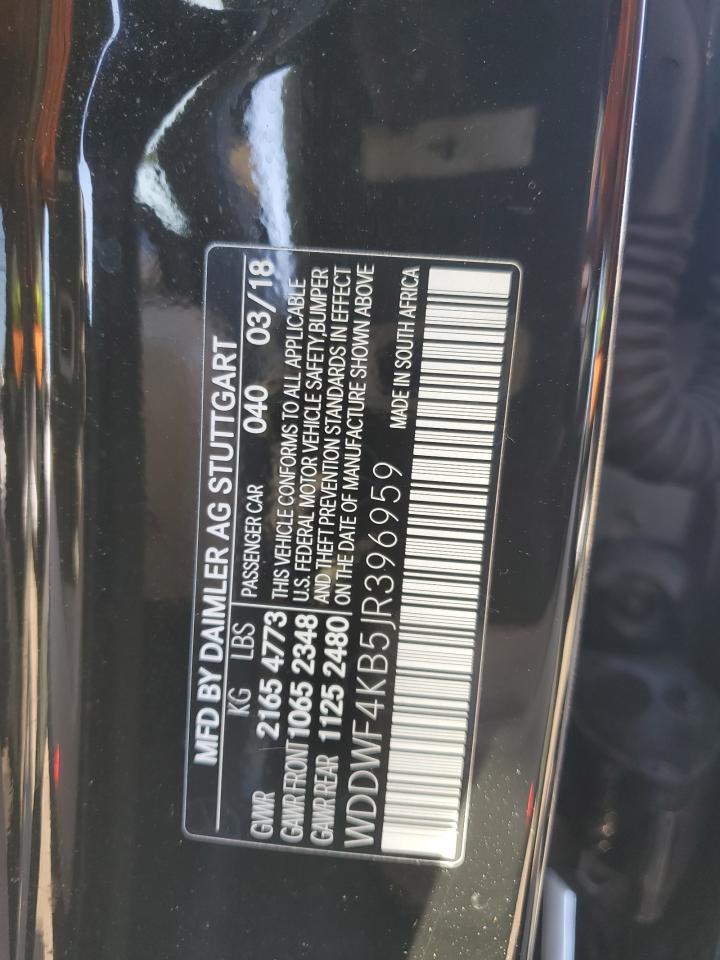 MFD BY DAIMLER AG STUTTGART
KG LBS
GVWR 2165 4773
GAWR FRONT 1065 2348
GAWR REAR 1125 2480
PASSENGER CAR 040 03/18
THIS VEHICLE CONFORMS TO ALL APPLICABLE
U.S. FEDERAL MOTOR VEHICLE SAFETY,BUMPER
AND THEFT PREVENTION STANDARDS IN EFFECT
ON THE DATE OF MANUFACTURE SHOWN ABOVE
WDDWF4KB5JR396959
MADE IN SOUTH AFRICA